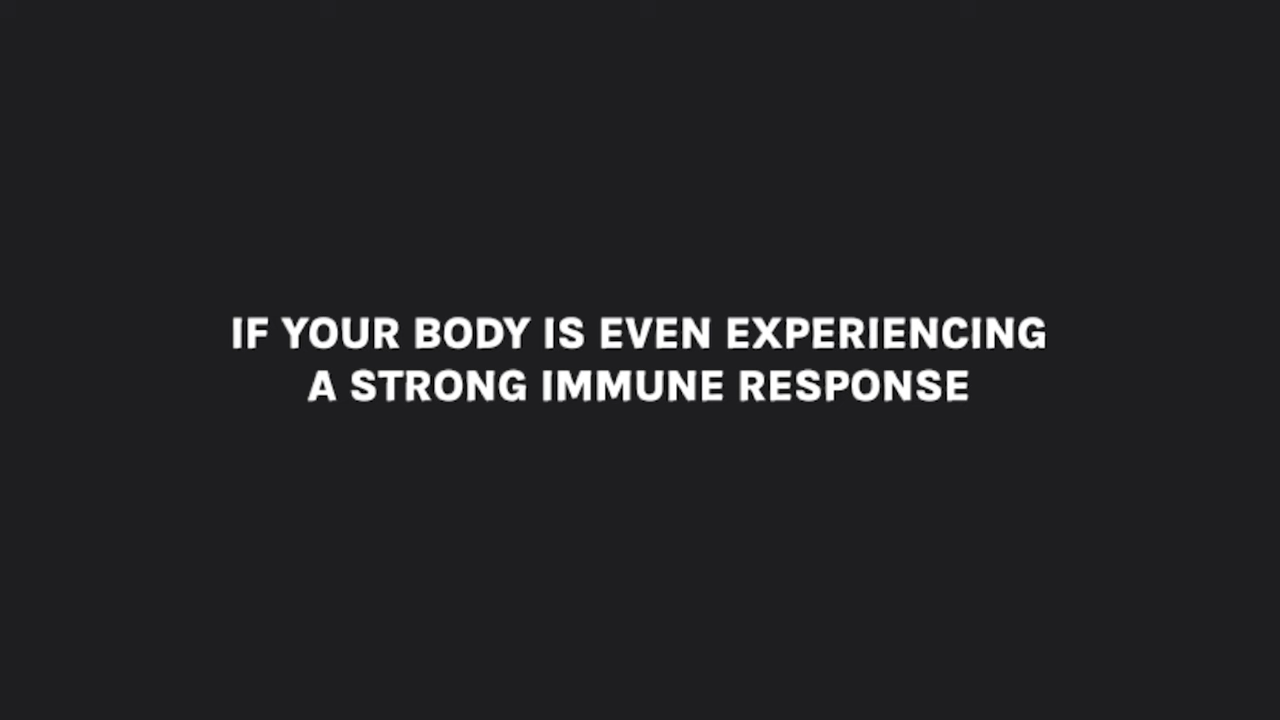 IF YOUR BODY IS EVEN EXPERIENCING
A STRONG IMMUNE RESPONSE